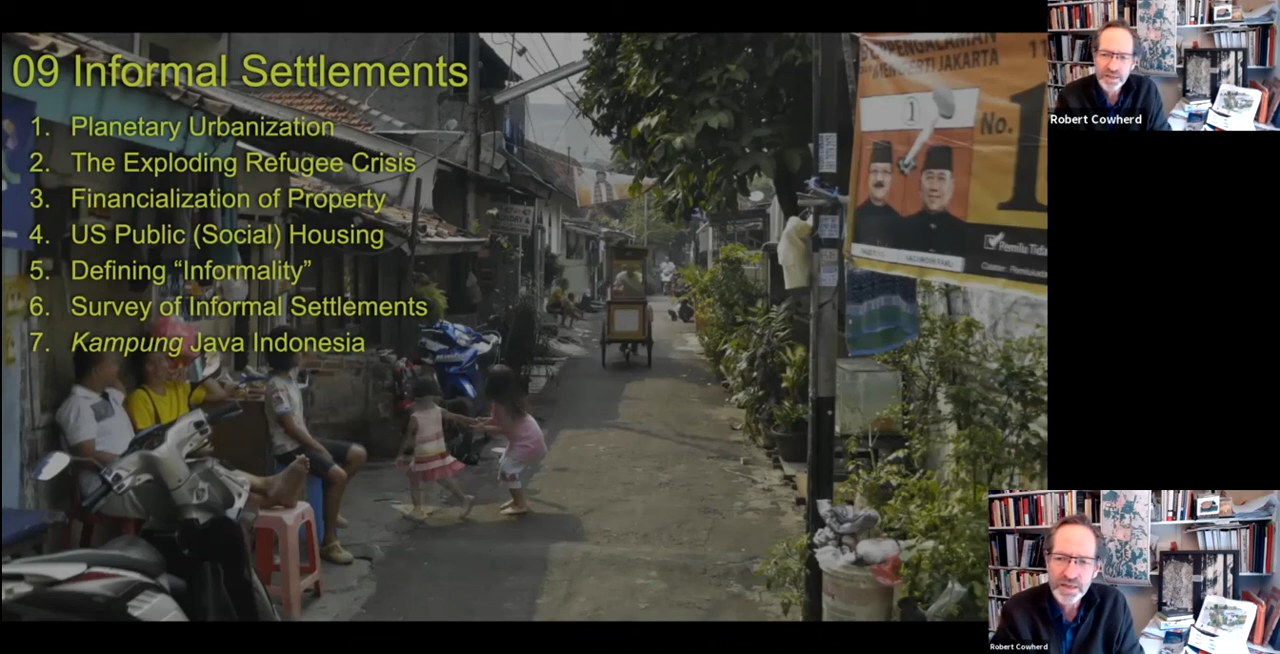 09 Informal Settlements
1. Planetary Urbanization
2. The Exploding Refugee Crisis
3. Financialization of Property
4. US Public (Social) Housing
5. Defining “Informality”
6. Survey of Informal Settlements
7. Kampung Java Indonesia
MENGERTI JAKARTA
1
No.
Robert Cowherd
Robert Cowherd